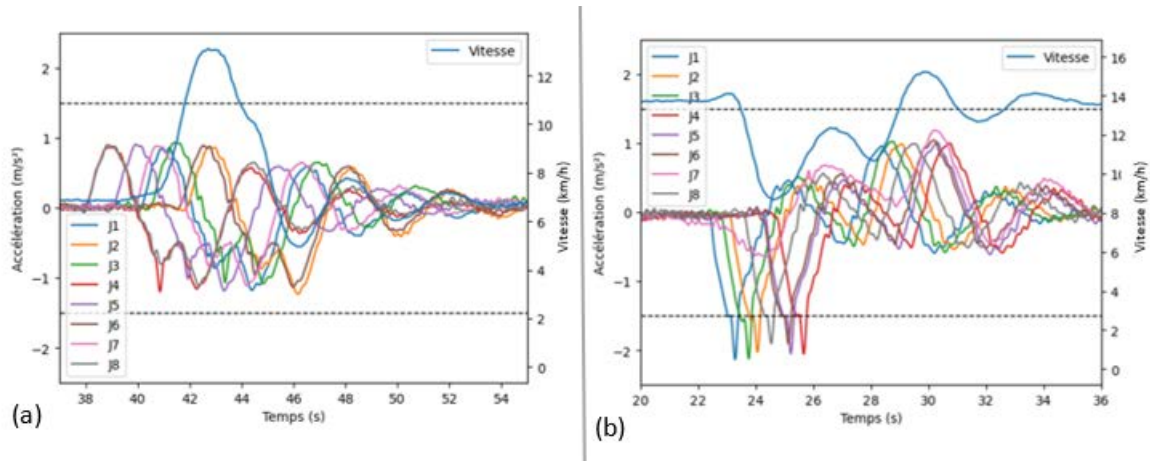 Vitesse
2
1
0
−1
−2
Accélération (m/s²)
12
10
8
6
4
2
0
Vitesse (km/h)
J1
J2
J3
J4
J5
J6
J7
J8
38 40 42 44 46 48 50 52 54
Temps (s)
(a)
J1
J2
J3
J4
J5
J6
J7
J8
Vitesse
2
1
0
−1
−2
Accélération (m/s²)
16
14
12
10
8
6
4
2
0
Vitesse (km/h)
20 22 24 26 28 30 32 34 36
Temps (s)
(b)